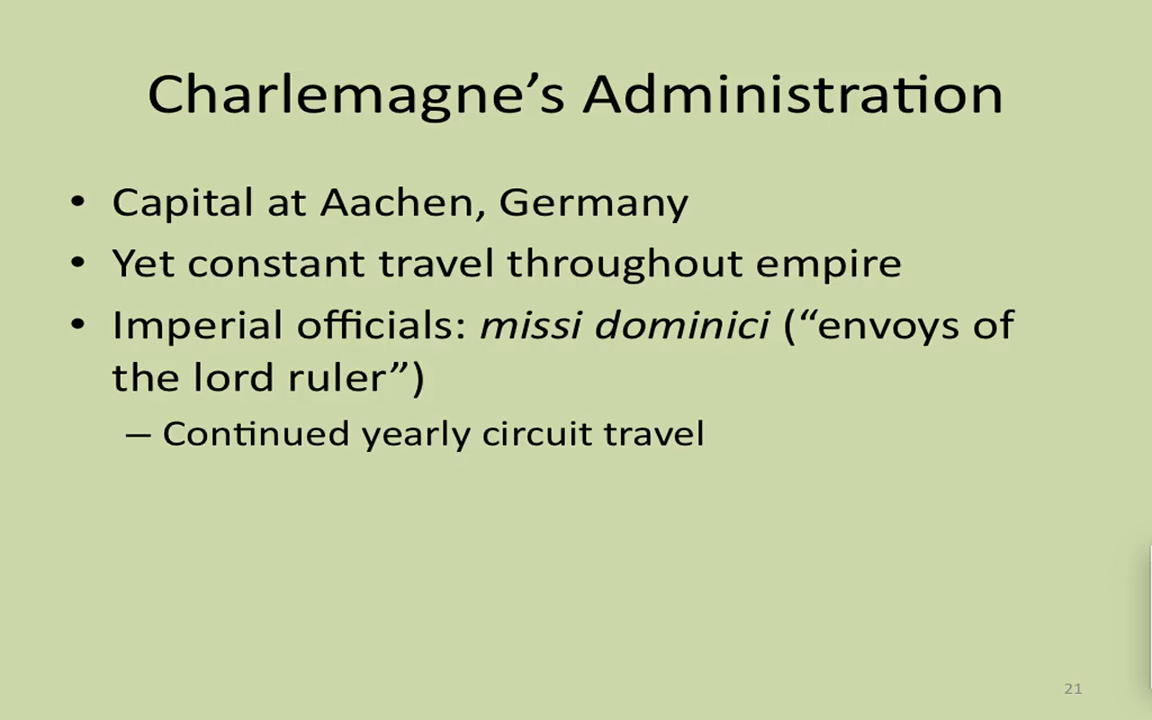 Charlemagne’s Administration
• Capital at Aachen, Germany
• Yet constant travel throughout empire
• Imperial officials: missi dominici (“envoys of
the lord ruler”)
– Continued yearly circuit travel
21